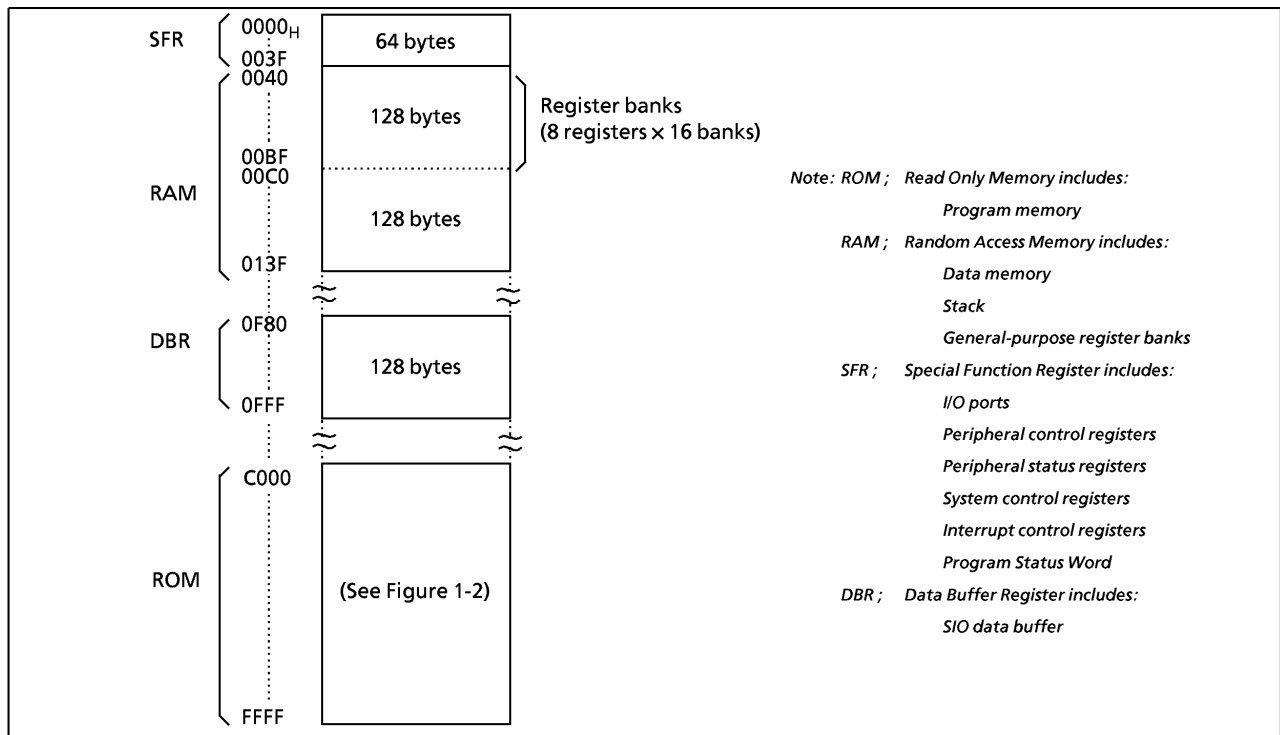 SFR
0000H
003F
64 bytes
RAM
0040
00BF
00C0
013F
128 bytes
128 bytes
Register banks
(8 registers × 16 banks)
DBR
0F80
0FFF
128 bytes
ROM
C000
FFFF
(See Figure 1-2)
Note: ROM ; Read Only Memory includes:
Program memory
RAM ; Random Access Memory includes:
Data memory
Stack
General-purpose register banks
SFR ; Special Function Register includes:
I/O ports
Peripheral control registers
Peripheral status registers
System control registers
Interrupt control registers
Program Status Word
DBR ; Data Buffer Register includes:
SIO data buffer